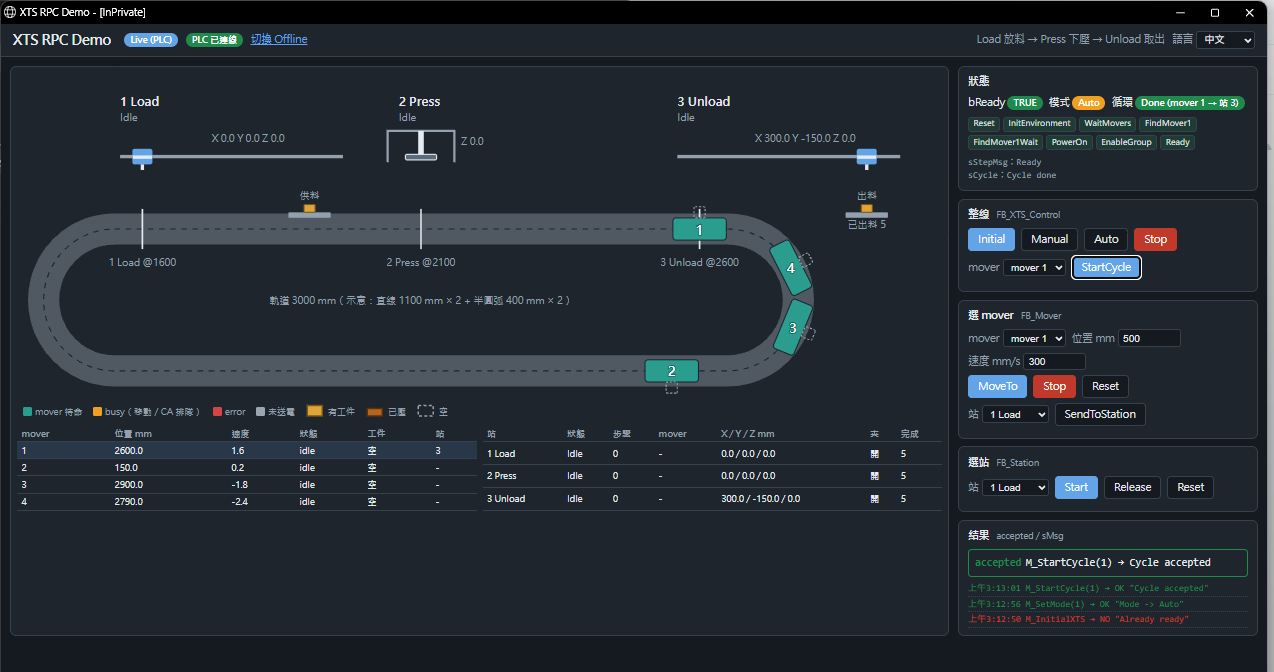 XTS RPC Demo - [InPrivate]
XTS RPC Demo Live (PLC) PLC 已連線 切換 Offline
Load 放料 → Press 下壓 → Unload 取出 語言 中文
1 Load
Idle
X 0.0 Y 0.0 Z 0.0
2 Press
Idle
Z 0.0
3 Unload
Idle
X 300.0 Y -150.0 Z 0.0
供料
出料
已出料 5
1
4
3
2
1 Load @1600
2 Press @2100
3 Unload @2600
軌道 3000 mm（示意：直線 1100 mm × 2 + 半圓弧 400 mm × 2）
mover 待命 busy（移動 / CA 排隊） error 未送電 有工件 已壓 空
mover 位置 mm 速度 狀態 工件 站
1 2600.0 1.6 idle 空 3
2 150.0 0.2 idle 空 -
3 2900.0 -1.8 idle 空 -
4 2790.0 -2.4 idle 空 -
站 狀態 步驟 mover X / Y / Z mm 夾 完成
1 Load Idle 0 - 0.0 / 0.0 / 0.0 開 5
2 Press Idle 0 - 0.0 / 0.0 / 0.0 開 5
3 Unload Idle 0 - 300.0 / -150.0 / 0.0 開 5
狀態
bReady TRUE 模式 Auto 循環 Done (mover 1 → 站 3)
Reset InitEnvironment WaitMovers FindMover1
FindMover1Wait PowerOn EnableGroup Ready
sStepMsg：Ready
sCycle：Cycle done
整線 FB_XTS_Control
Initial Manual Auto Stop
mover mover 1 StartCycle
選 mover FB_Mover
mover mover 1 位置 mm 500
速度 mm/s 300
MoveTo Stop Reset
站 1 Load SendToStation
選站 FB_Station
站 1 Load Start Release Reset
結果 accepted / sMsg
accepted M_StartCycle(1) → Cycle accepted
上午3:13:01 M_StartCycle(1) → OK "Cycle accepted"
上午3:12:56 M_SetMode(1) → OK "Mode -> Auto"
上午3:12:50 M_InitialXTS → NO "Already ready"